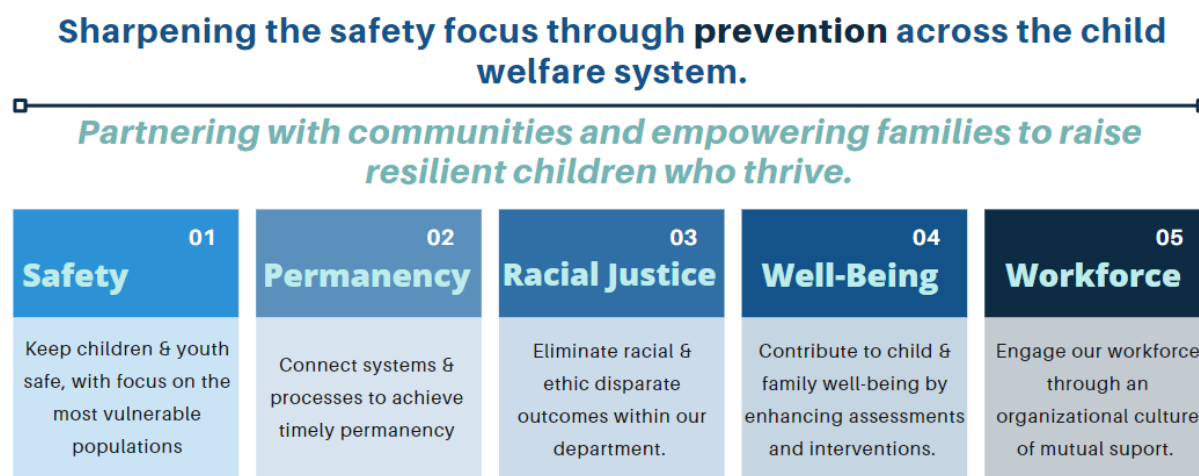 Sharpening the safety focus through prevention across the child
welfare system.
Partnering with communities and empowering families to raise
resilient children who thrive.
01
Safety
Keep children & youth
safe, with focus on the
most vulnerable
populations
02
Permanency
Connect systems &
processes to achieve
timely permanency
03
Racial Justice
Eliminate racial &
ethic disparate
outcomes within our
department.
04
Well-Being
Contribute to child &
family well-being by
enhancing assessments
and interventions.
05
Workforce
Engage our workforce
through an
organizational culture
of mutual suport.